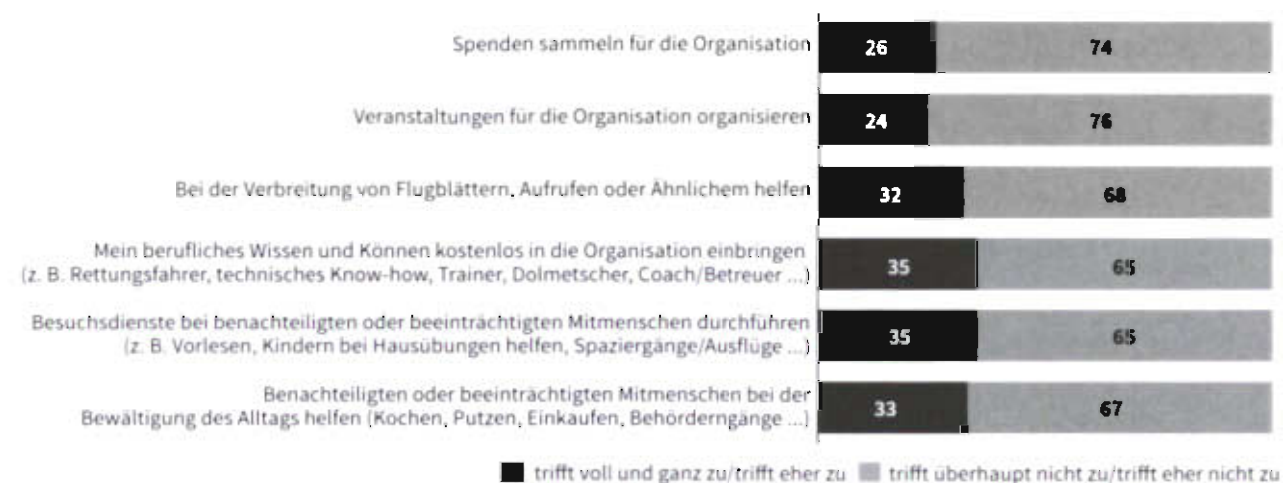 Spenden sammeln für die Organisation 26 74
Veranstaltungen für die Organisation organisieren 24 76
Bei der Verbreitung von Flugblättern, Aufrufen oder Ähnlichem helfen 32 68
Mein berufliches Wissen und Können kostenlos in die Organisation einbringen
(z. B. Rettungsfahrer, technisches Know-how, Trainer, Dolmetscher, Coach/Betreuer ...) 35 65
Besuchsdienste bei benachteiligten oder beeinträchtigten Mitmenschen durchführen
(z. B. Vorlesen, Kindern bei Hausübungen helfen, Spaziergänge/Ausflüge ...) 35 65
Benachteiligten oder beeinträchtigten Mitmenschen bei der
Bewältigung des Alltags helfen (Kochen, Putzen, Einkaufen, Behörderngänge ...) 33 67
trifft voll und ganz zu/trifft eher zu trifft überhaupt nicht zu/trifft eher nicht zu